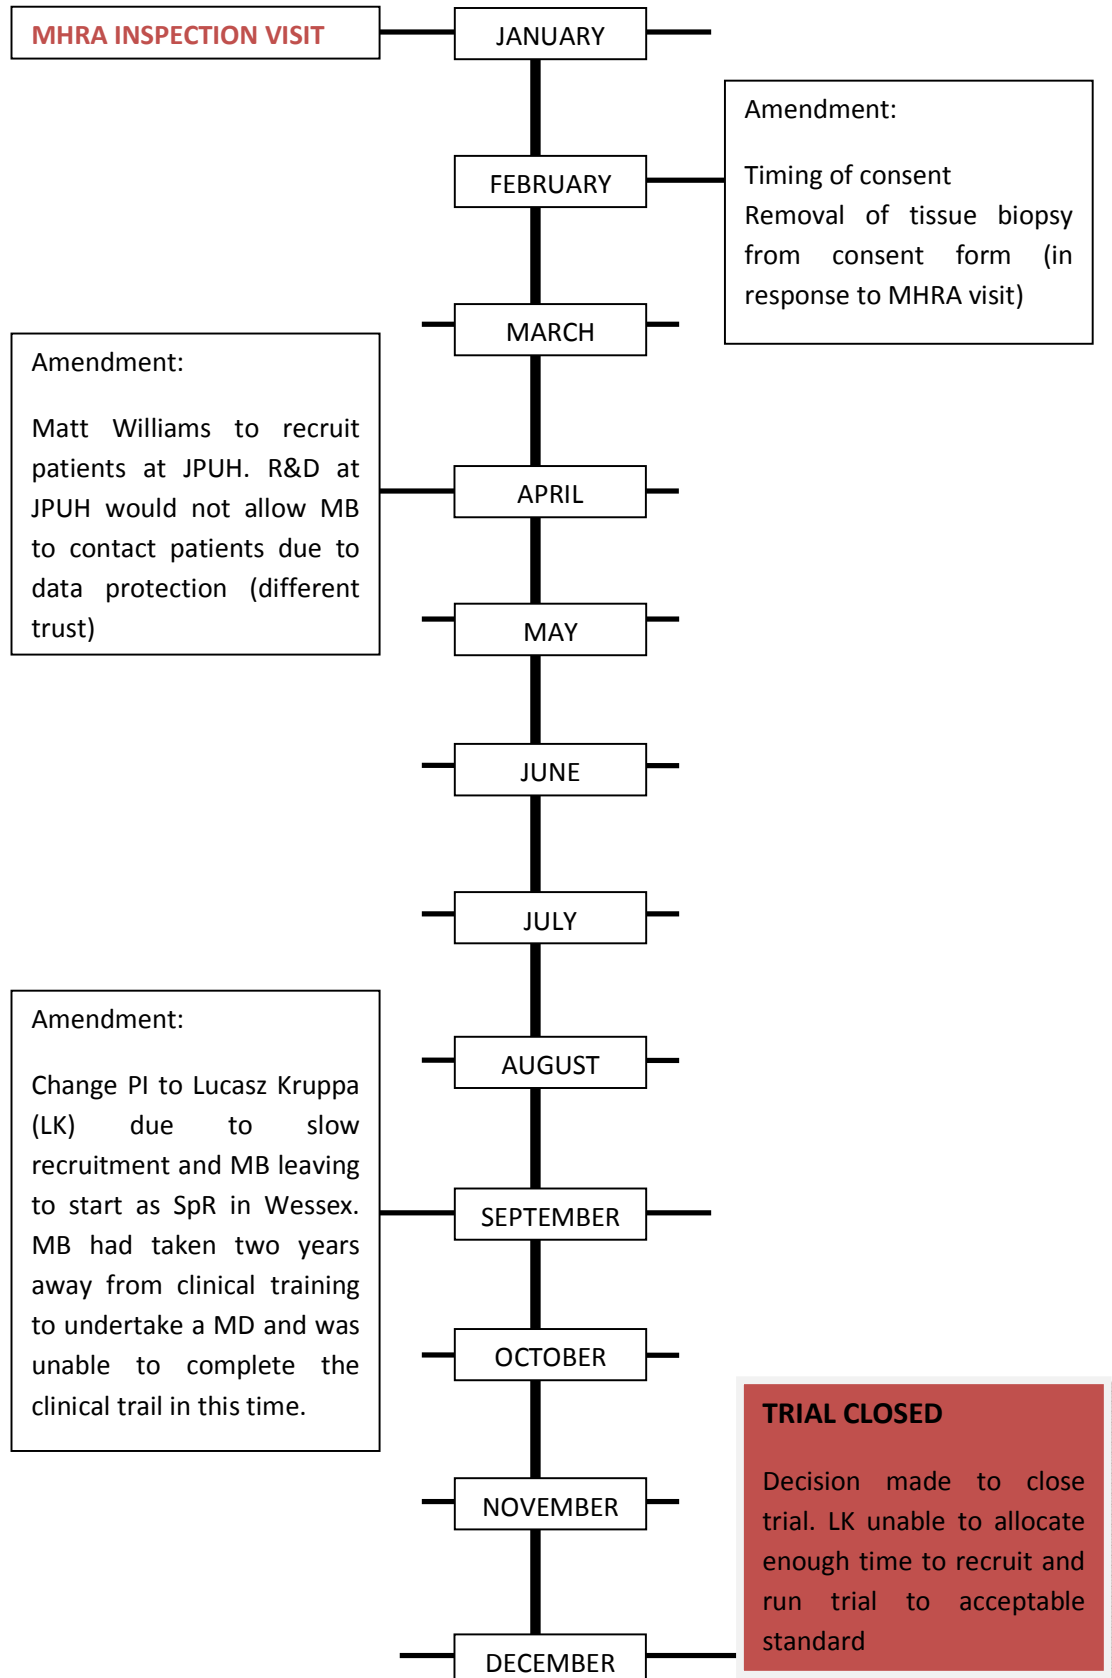 MHRA INSPECTION VISIT
JANUARY
Amendment:
Timing of consent
Removal of tissue biopsy
from consent form (in
response to MHRA visit)
FEBRUARY
MARCH
Amendment:
Matt Williams to recruit
patients at JPUH. R&D at
JPUH would not allow MB
to contact patients due to
data protection (different
trust)
APRIL
MAY
JUNE
JULY
AUGUST
Amendment:
Change PI to Lucasz Kruppa
(LK) due to slow
recruitment and MB leaving
to start as SpR in Wessex.
MB had taken two years
away from clinical training
to undertake a MD and was
unable to complete the
clinical trail in this time.
SEPTEMBER
OCTOBER
NOVEMBER
TRIAL CLOSED
Decision made to close
trial. LK unable to allocate
enough time to recruit and
run trial to acceptable
standard
DECEMBER